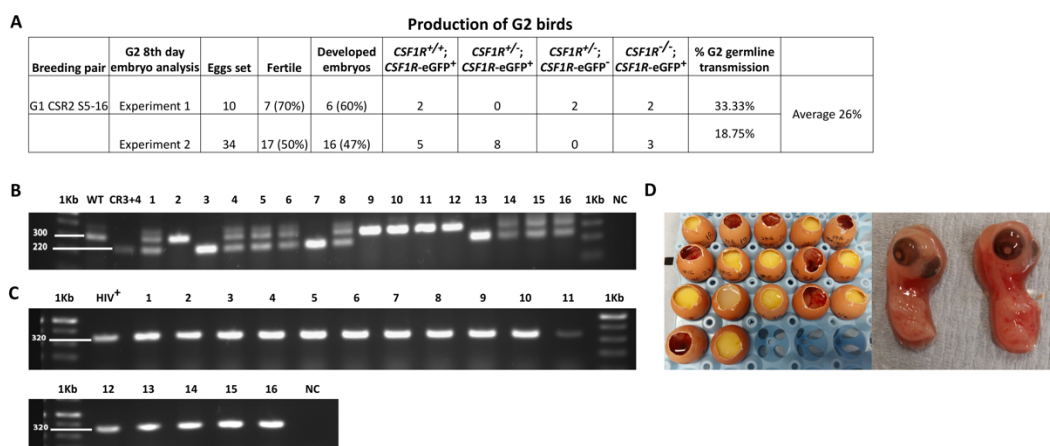 A
Production of G2 birds
Breeding pair
G2 8th day
embryo analysis
Eggs set
Fertile
Developed
embryos
CSF1R+/+;
CSF1R-eGFP+
CSF1R+/-;
CSF1R-eGFP+
CSF1R+/-;
CSF1R-eGFP-
CSF1R-/-;
CSF1R-eGFP+
% G2 germline
transmission
G1 CSR2 S5-16 Experiment 1 10 7 (70%) 6 (60%) 2 0 2 2 33.33%
Average 26%
Experiment 2 34 17 (50%) 16 (47%) 5 8 0 3 18.75%
B
1Kb WT CR3+4 1 2 3 4 5 6 7 8 9 10 11 12 13 14 15 16 1Kb NC
300
220
C
1Kb HIV+ 1 2 3 4 5 6 7 8 9 10 11 1Kb
320
1Kb 12 13 14 15 16 NC
320
D